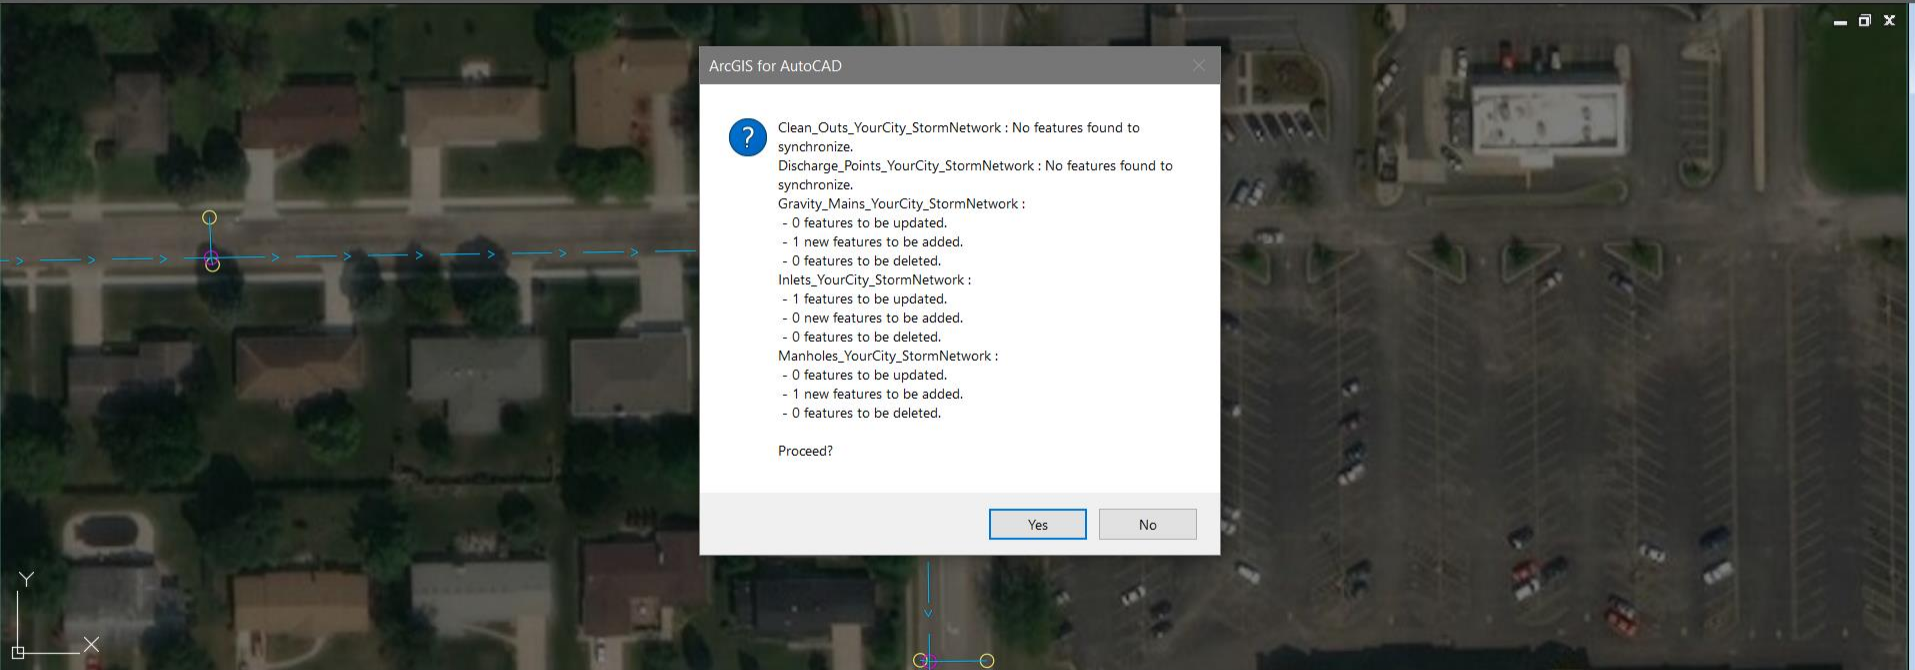 ArcGIS for AutoCAD
Clean_Outs_YourCity_StormNetwork : No features found to
synchronize.
Discharge_Points_YourCity_StormNetwork : No features found to
synchronize.
Gravity_Mains_YourCity_StormNetwork :
- 0 features to be updated.
- 1 new features to be added.
- 0 features to be deleted.
Inlets_YourCity_StormNetwork :
- 1 features to be updated.
- 0 new features to be added.
- 0 features to be deleted.
Manholes_YourCity_StormNetwork :
- 0 features to be updated.
- 1 new features to be added.
- 0 features to be deleted.
Proceed?
Yes
No
Y
X